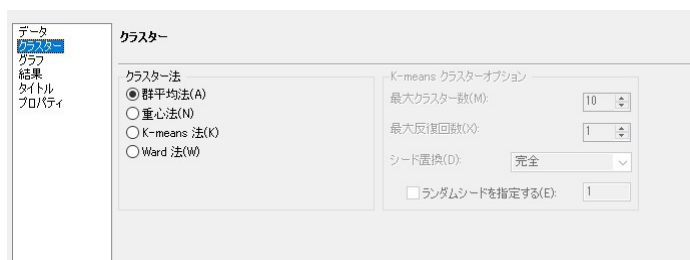 データ
クラスター
グラフ
結果
タイトル
プロパティ
クラスター
クラスター法
群平均法(A)
重心法(N)
K-means 法(K)
Ward 法(W)
K-means クラスターオプション
最大クラスター数(M): 10
最大反復回数(X): 1
シード置換(D): 完全
ランダムシードを指定する(E): 1